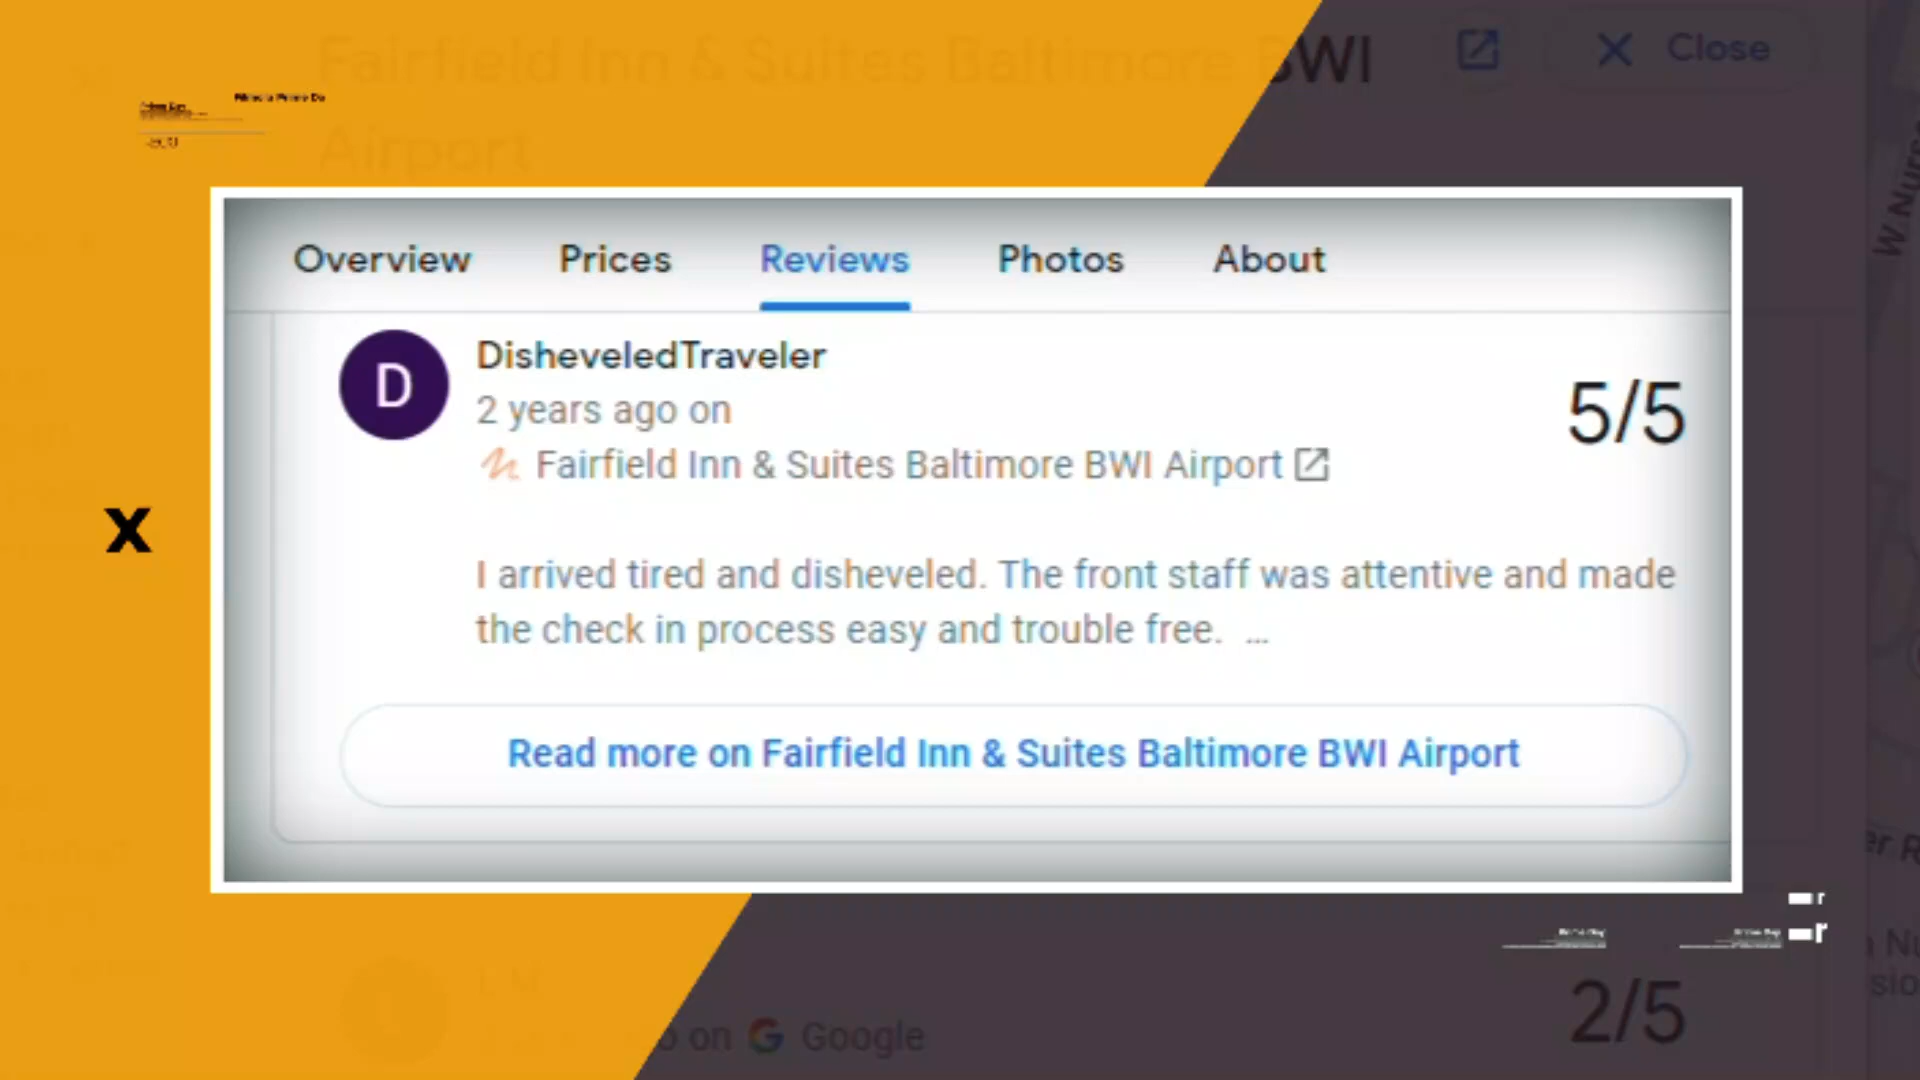 Fairfield Inn & Suites Baltimore BWI
Airport
Close
Overview Prices Reviews Photos About
D
DisheveledTraveler
2 years ago on
5/5
Fairfield Inn & Suites Baltimore BWI Airport
x
I arrived tired and disheveled. The front staff was attentive and made
the check in process easy and trouble free. ...
Read more on Fairfield Inn & Suites Baltimore BWI Airport
on Google
2/5